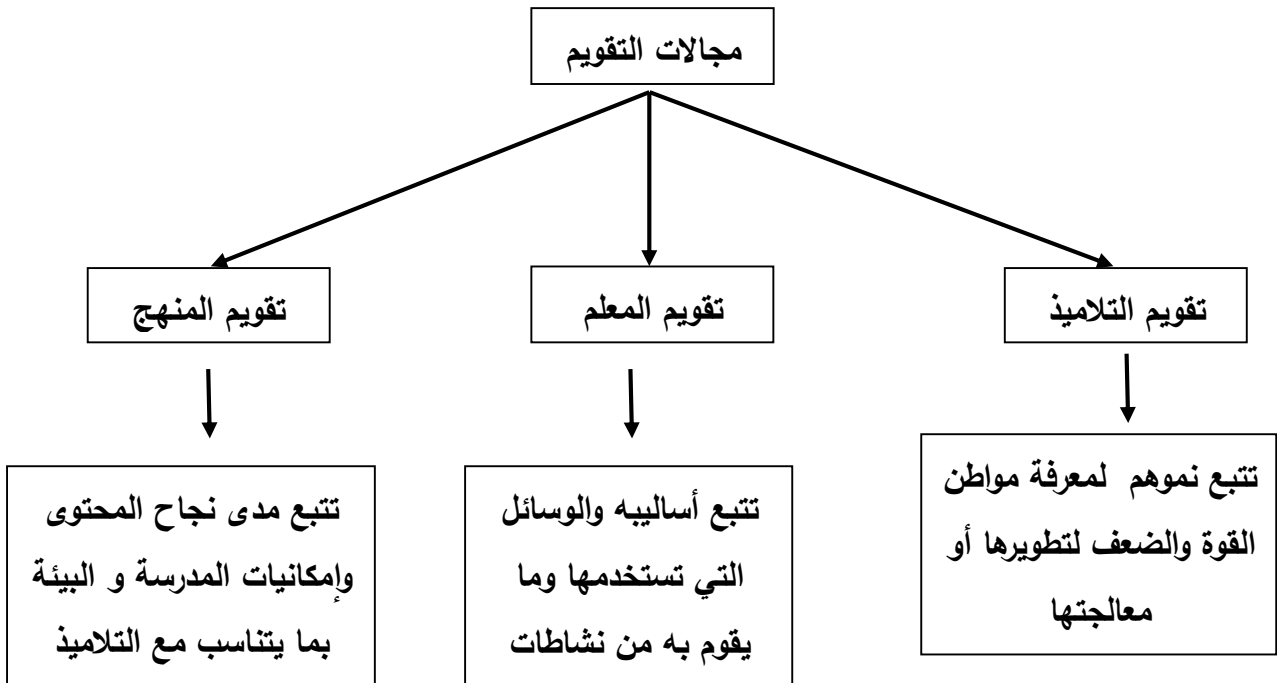 مجالات التقويم
تقويم التلاميذ
تقويم المعلم
تقويم المنهج
تتبع نموهم لمعرفة مواطن
القوة والضعف لتطويرها أو
معالجتها
تتبع أساليبه والوسائل
التي تستخدمها وما
يقوم به من نشاطات
تتبع مدى نجاح المحتوى
وإمكانيات المدرسة و البيئة
بما يتناسب مع التلاميذ